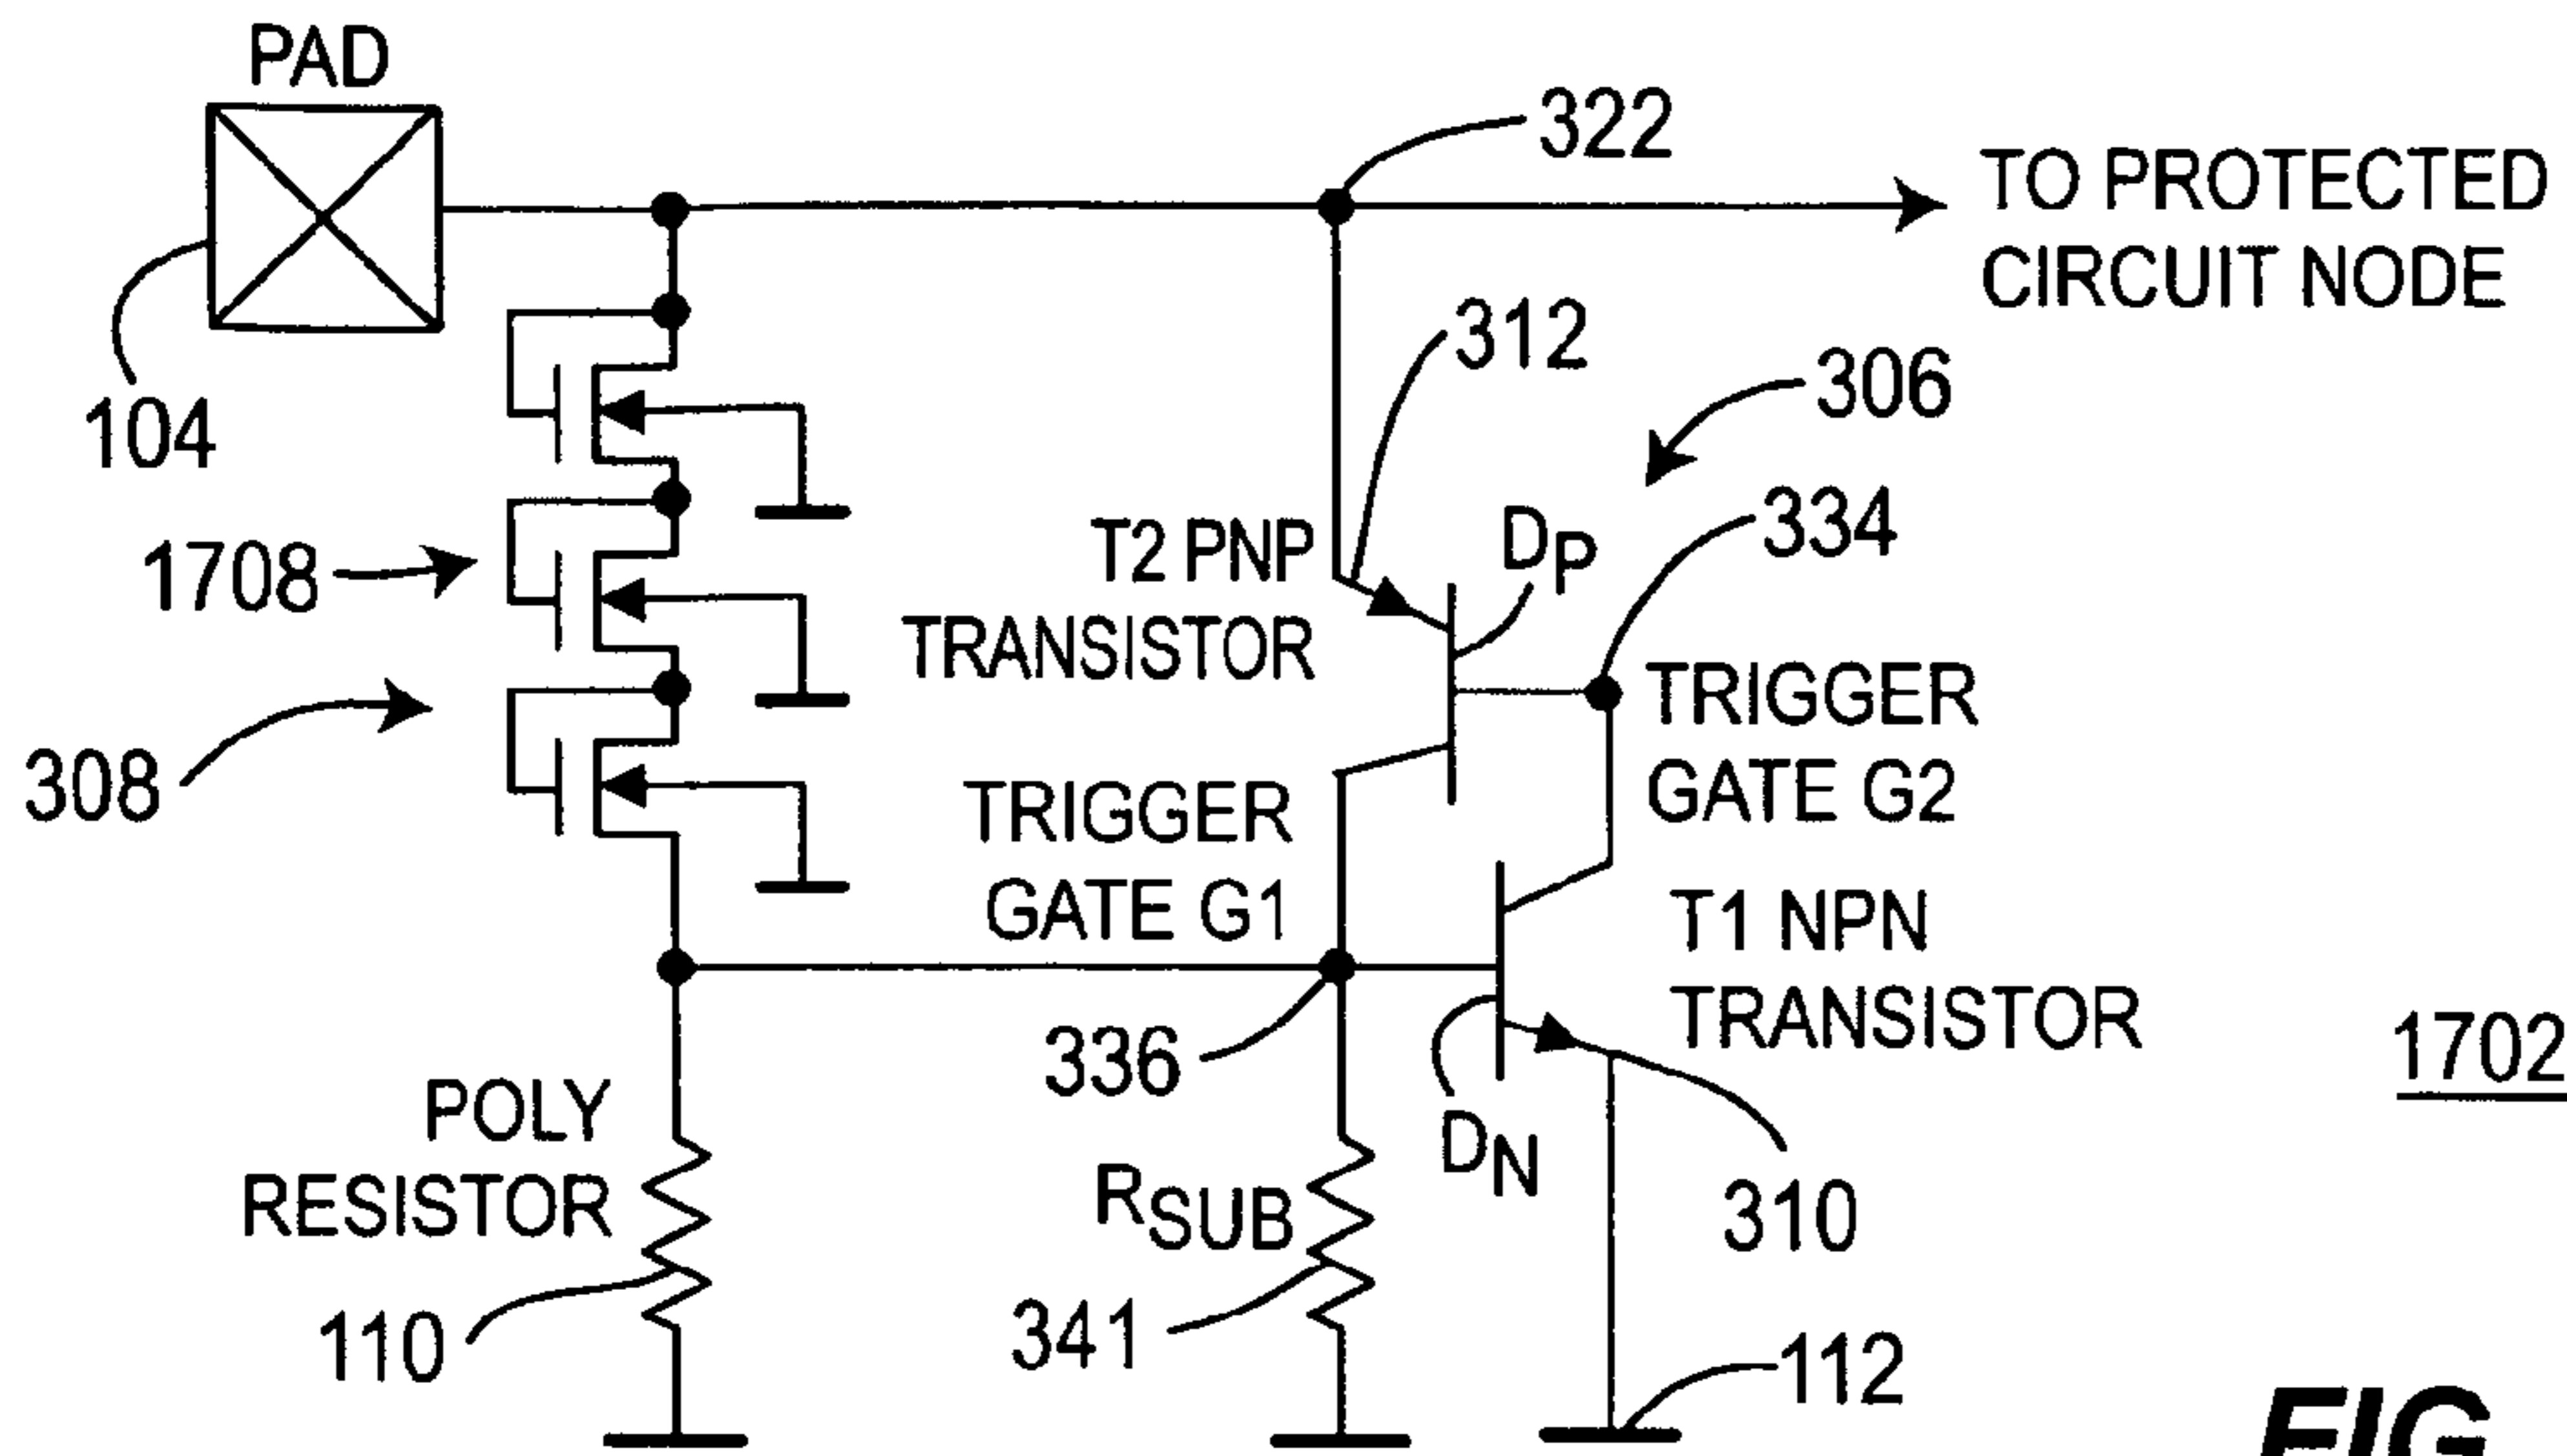 PAD
322
TO PROTECTED
CIRCUIT NODE
104
312
306
1708
T2 PNP
TRANSISTOR
DP
334
308
TRIGGER
GATE G2
TRIGGER
GATE G1
T1 NPN
TRANSISTOR
336
1702
POLY
RESISTOR
DN
RSUB
310
110
341
112
FIG